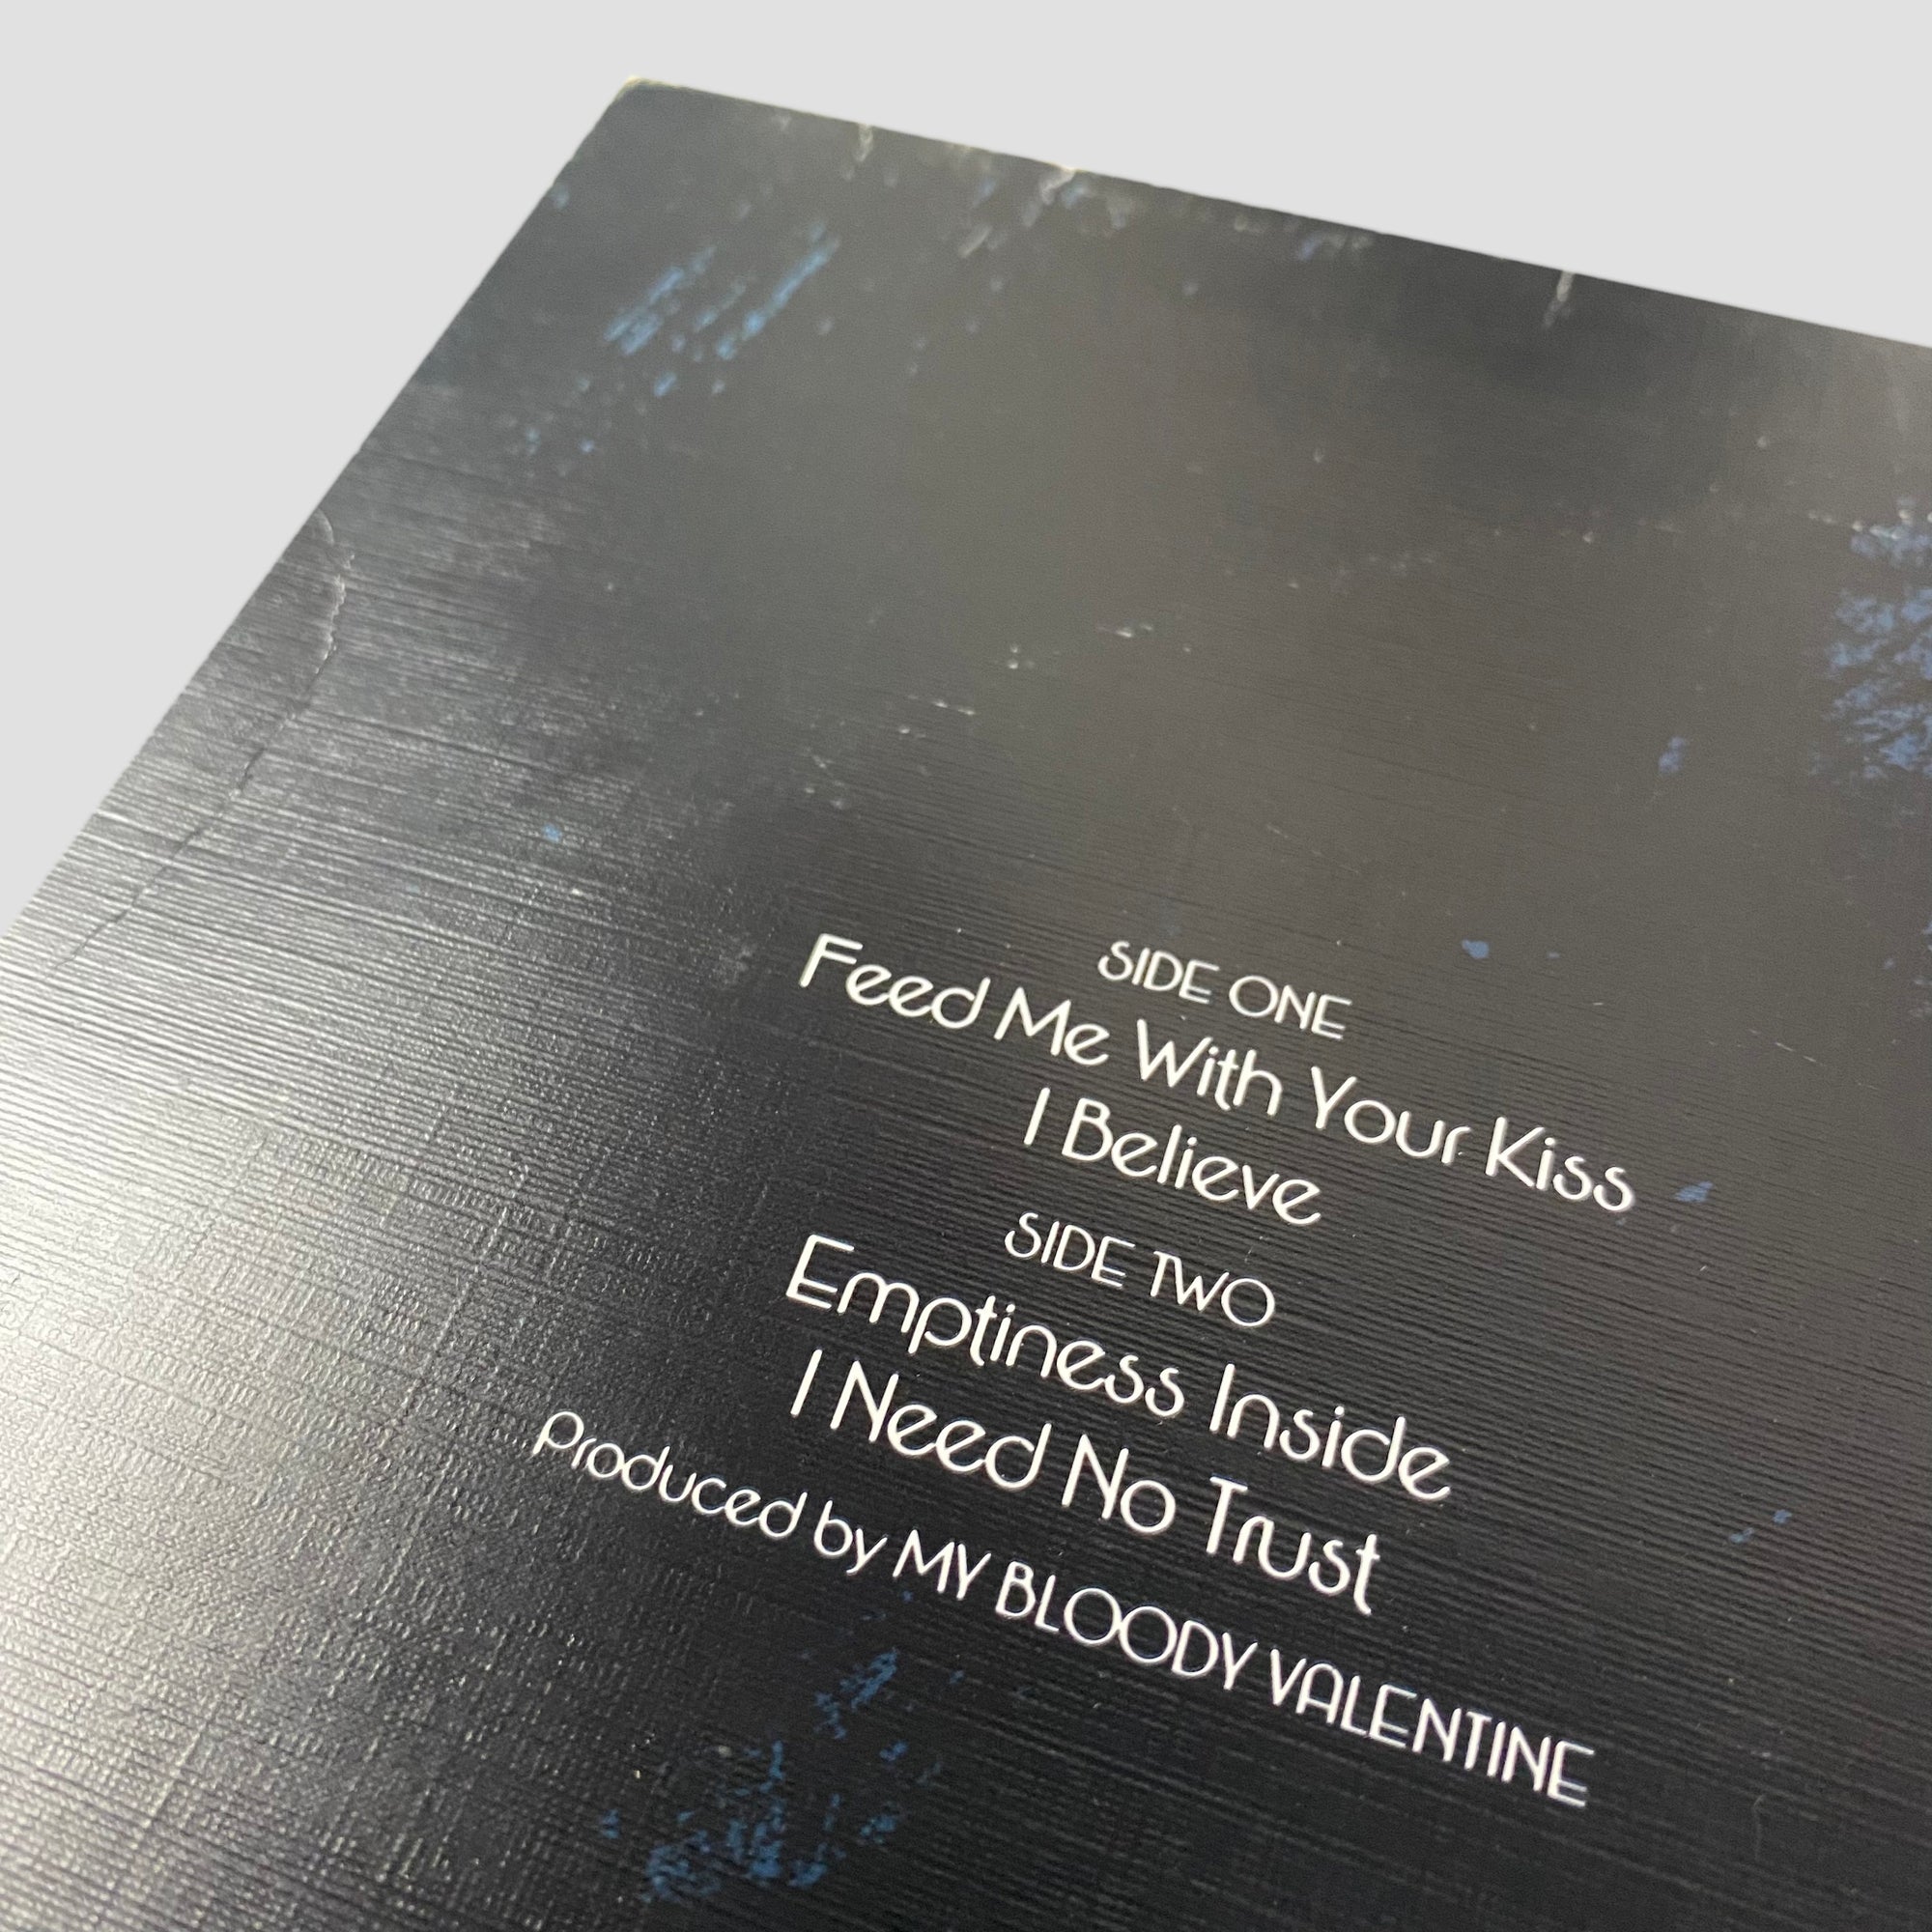 SIDE ONE
Feed Me With Your Kiss
I Believe
SIDE TWO
Emptiness Inside
I Need No Trust
Produced by MY BLOODY VALENTINE